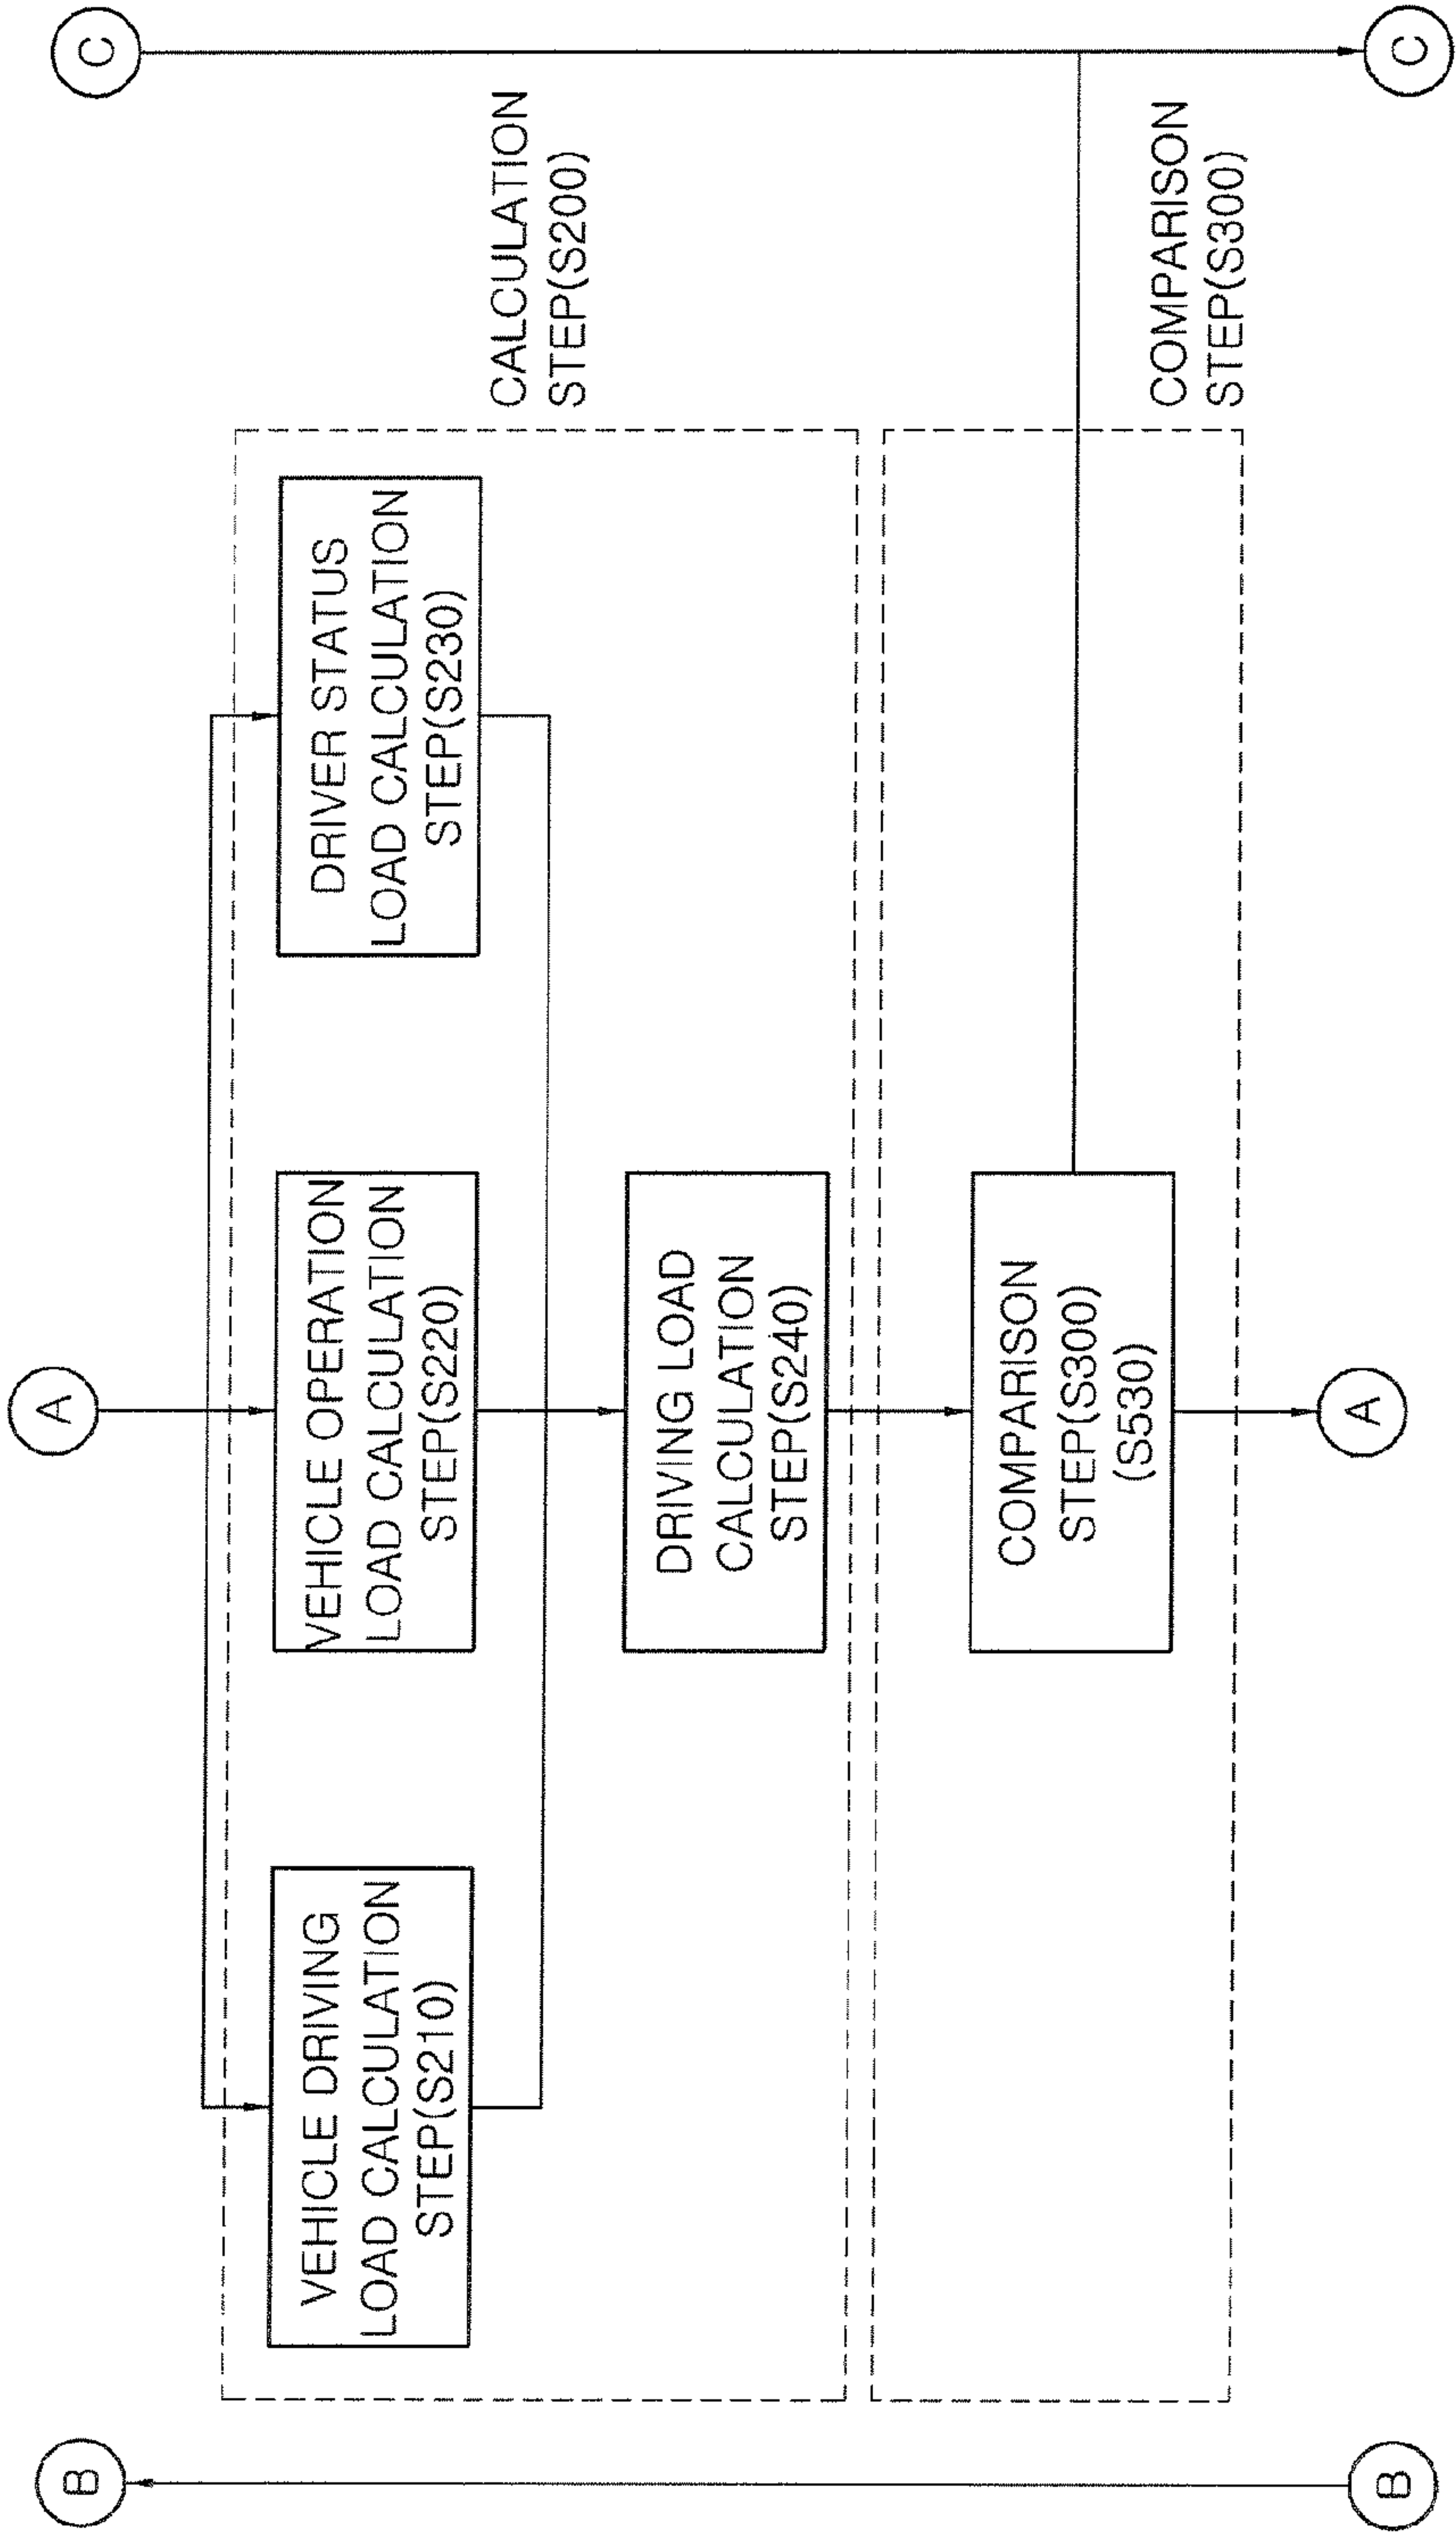 B
A
C
VEHICLE DRIVING
LOAD CALCULATION
STEP(S210)
VEHICLE OPERATION
LOAD CALCULATION
STEP(S220)
DRIVER STATUS
LOAD CALCULATION
STEP(S230)
CALCULATION
STEP(S200)
DRIVING LOAD
CALCULATION
STEP(S240)
COMPARISON
STEP(S300)
(S530)
COMPARISON
STEP(S300)
B
A
C